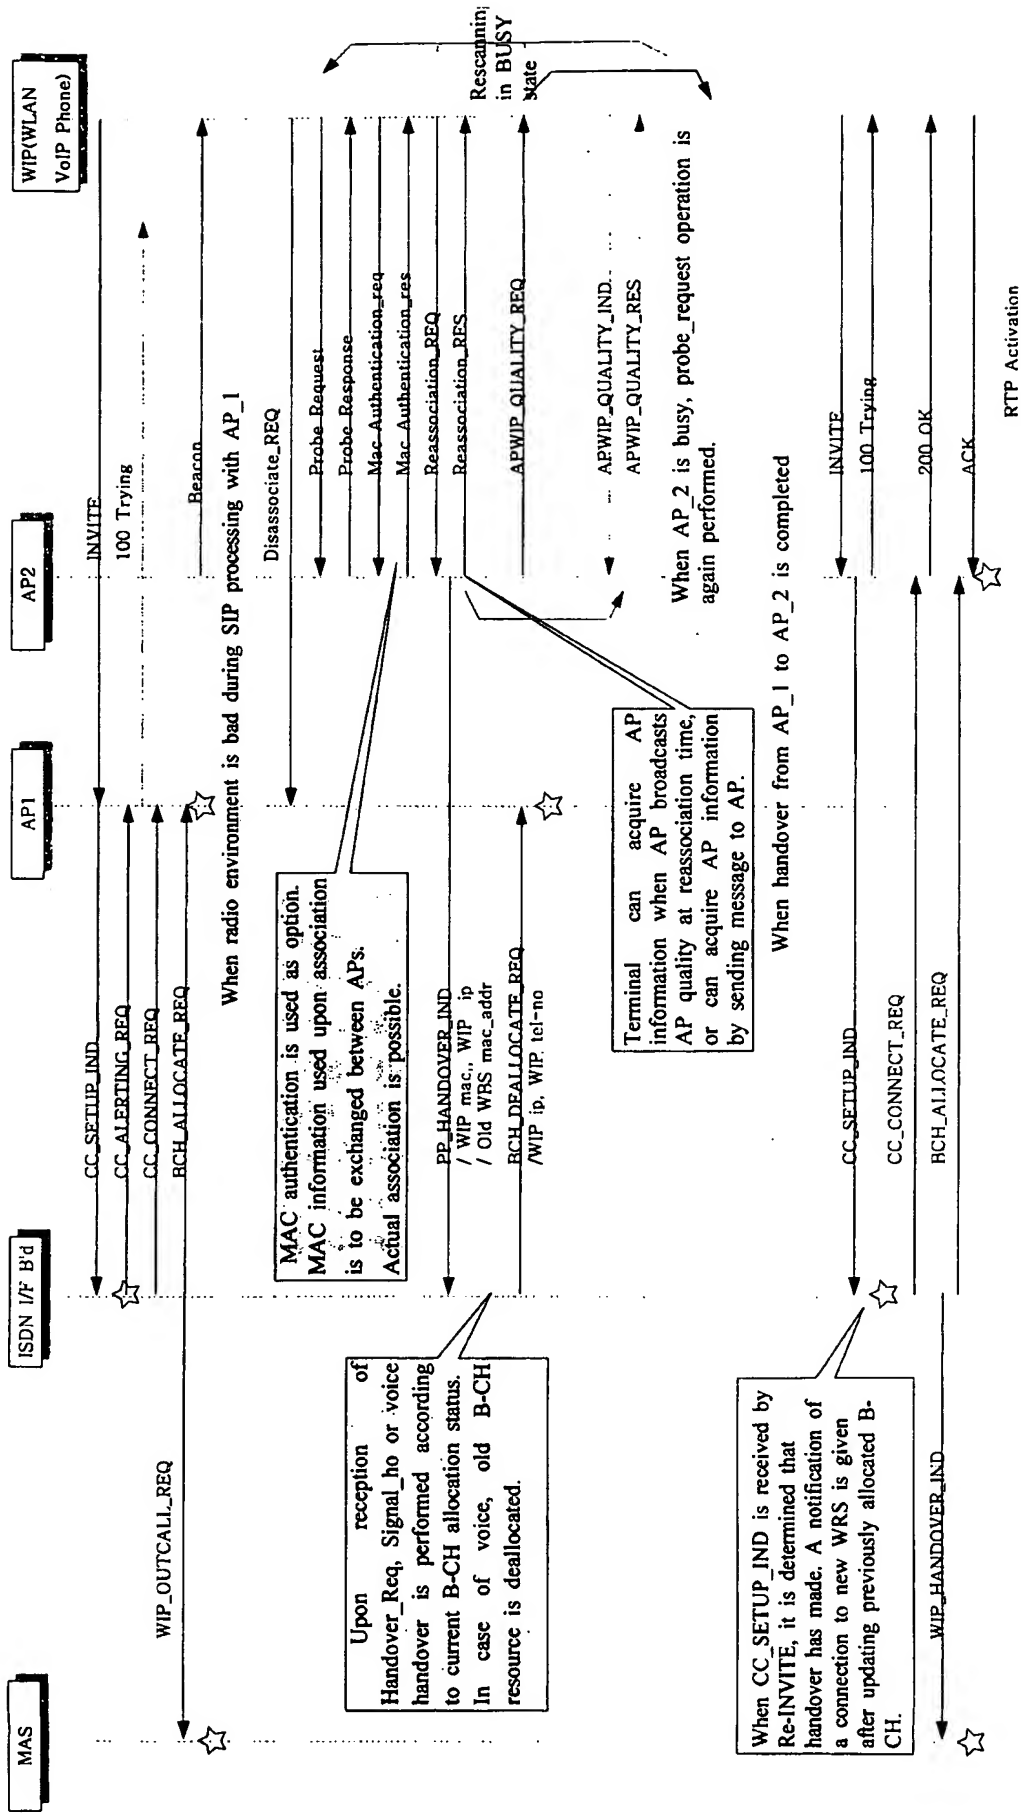 MAS
ISDN I/F B'd
AP1
AP2
WIP(WLAN
VoIP Phone)
INVITE
CC_SETUP_IND
100 Trying
CC_ALERTING_REQ
CC_CONNECT_REQ
WIP_OUTCALL_REQ
BCH_ALLOCATE_REQ
Beacon
When radio environment is bad during SIP processing with AP_1
Disassociate_REQ
Probe Request
Probe Response
Mac Authentication_req
Mac Authentication_res
Reassociation_REQ
Reassociation_RES
APWIP_QUALITY_REQ
APWIP_QUALITY_IND
APWIP_QUALITY_RES
Rescannin;
in BUSY
state
MAC authentication is used as option.
MAC information used upon association
is to be exchanged between APs.
Actual association is possible.
PP_HANDOVER_IND
/ WIP mac,, WIP ip
/ Old WRS mac_addr
BCH_DEALLOCATE_REQ
/WIP ip, WIP. tel-no
Upon reception of
Handover_Req, Signal_ho or voice
handover is performed according
to current B-CH allocation status.
In case of voice, old B-CH
resource is deallocated.
Terminal can acquire AP
information when AP broadcasts
AP quality at reassociation time,
or can acquire AP information
by sending message to AP.
When AP_2 is busy, probe_request operation is
again performed.
When handover from AP_1 to AP_2 is completed
INVITE
CC_SETUP_IND
100 Trying
CC_CONNECT_REQ
200 OK
BCH_ALLOCATE_REQ
ACK
When CC_SETUP_IND is received by
Re-INVITE, it is determined that
handover has made. A notification of
a connection to new WRS is given
after updating previously allocated B-
CH.
WIP_HANDOVER_IND
RTP Activation